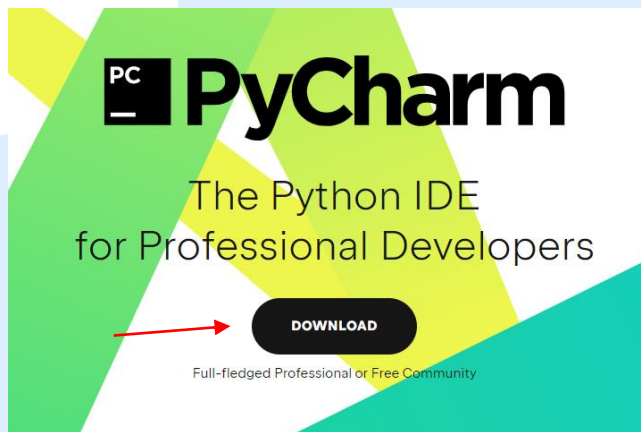 PC
PyCharm
The Python IDE
for Professional Developers
DOWNLOAD
Full-fledged Professional or Free Community